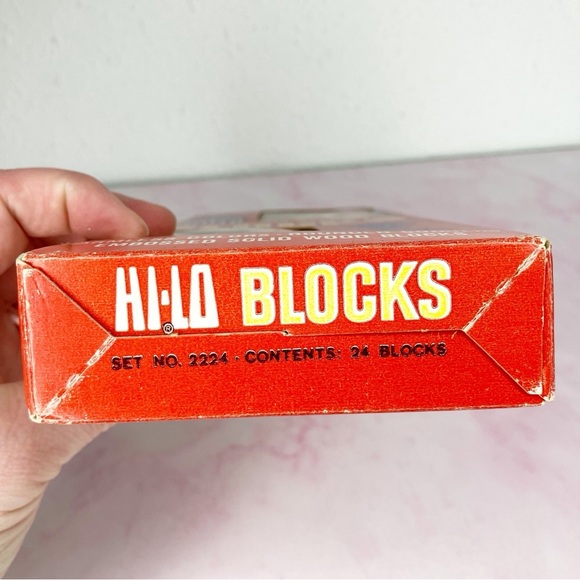 EMBOSSED SOLID WOOD BLOCKS
HI-LO® BLOCKS
SET NO. 2224 · CONTENTS: 24 BLOCKS